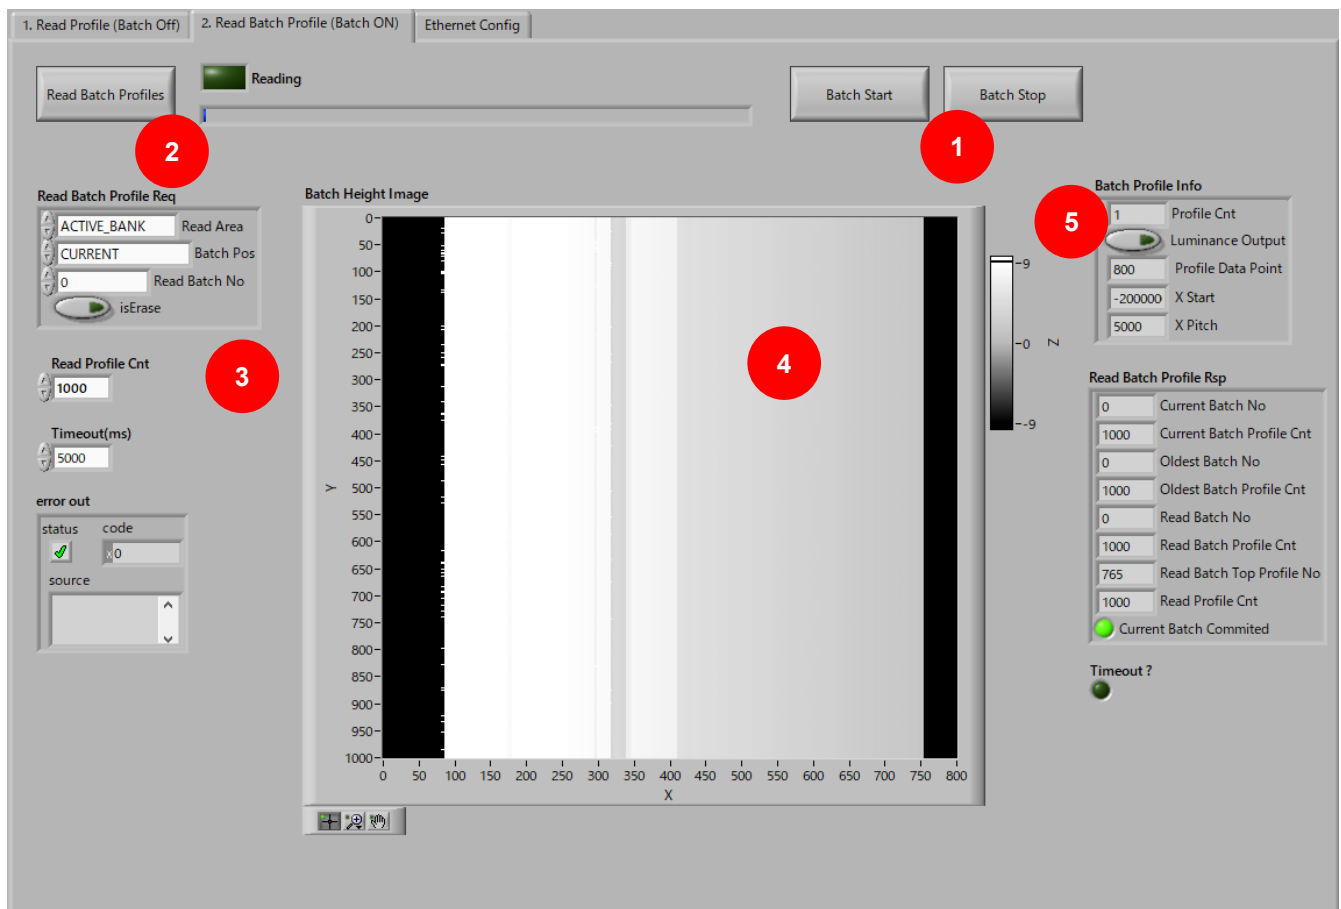 1. Read Profile (Batch Off) 2. Read Batch Profile (Batch ON) Ethernet Config
Read Batch Profiles
Reading
Batch Start
Batch Stop
2
1
Read Batch Profile Req
ACTIVE_BANK Read Area
CURRENT Batch Pos
0 Read Batch No
isErase
Read Profile Cnt
1000
3
Timeout(ms)
5000
error out
status code
x0
source
Batch Height Image
0
50
100
150
200
250
300
350
400
450
500
550
600
650
700
750
800
850
900
950
1000
Y
0 50 100 150 200 250 300 350 400 450 500 550 600 650 700 750 800
X
4
-9
-0
--9
Z
5
Batch Profile Info
1 Profile Cnt
Luminance Output
800 Profile Data Point
-200000 X Start
5000 X Pitch
Read Batch Profile Rsp
0 Current Batch No
1000 Current Batch Profile Cnt
0 Oldest Batch No
1000 Oldest Batch Profile Cnt
0 Read Batch No
1000 Read Batch Profile Cnt
765 Read Batch Top Profile No
1000 Read Profile Cnt
Current Batch Commited
Timeout ?